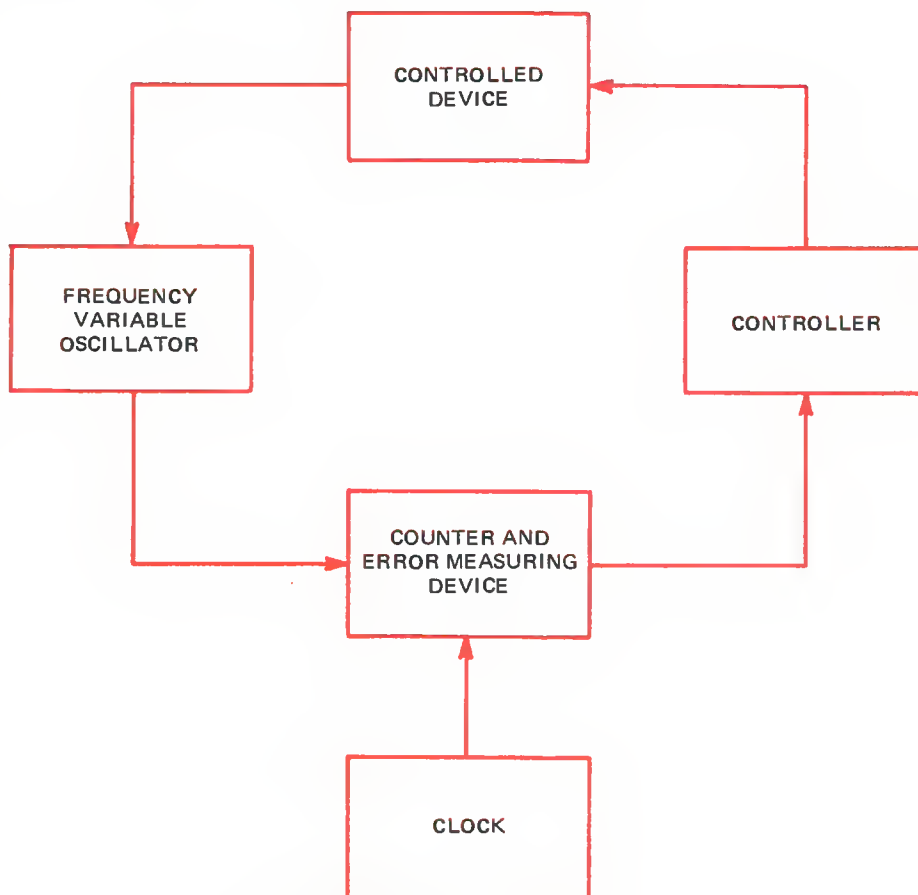 CONTROLLED
DEVICE
FREQUENCY
VARIABLE
OSCILLATOR
CONTROLLER
COUNTER AND
ERROR MEASURING
DEVICE
CLOCK